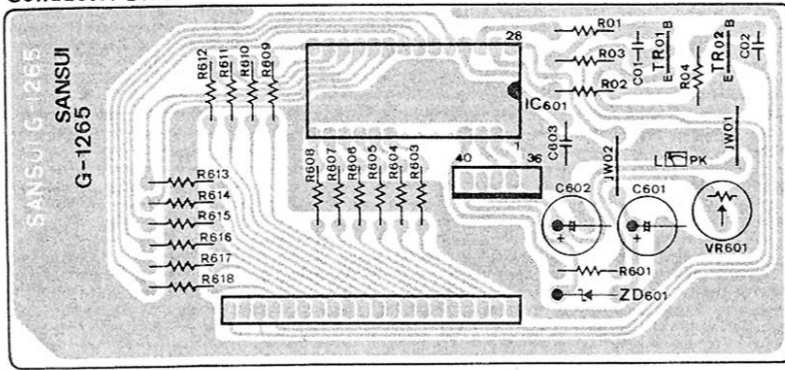 SANSUI G-1265
SANSUI
G-1265
R612
R611
R610
R609
28
IC601
1
R01
R03
R02
C01
B
TR01
E
R04
B
TR02
E
C02
R608
R607
R606
R605
R604
R603
40
36
C603
JW02
L
PK
JW01
R613
R614
R615
R616
R617
R618
C602
+
C601
+
VR601
R601
ZD601